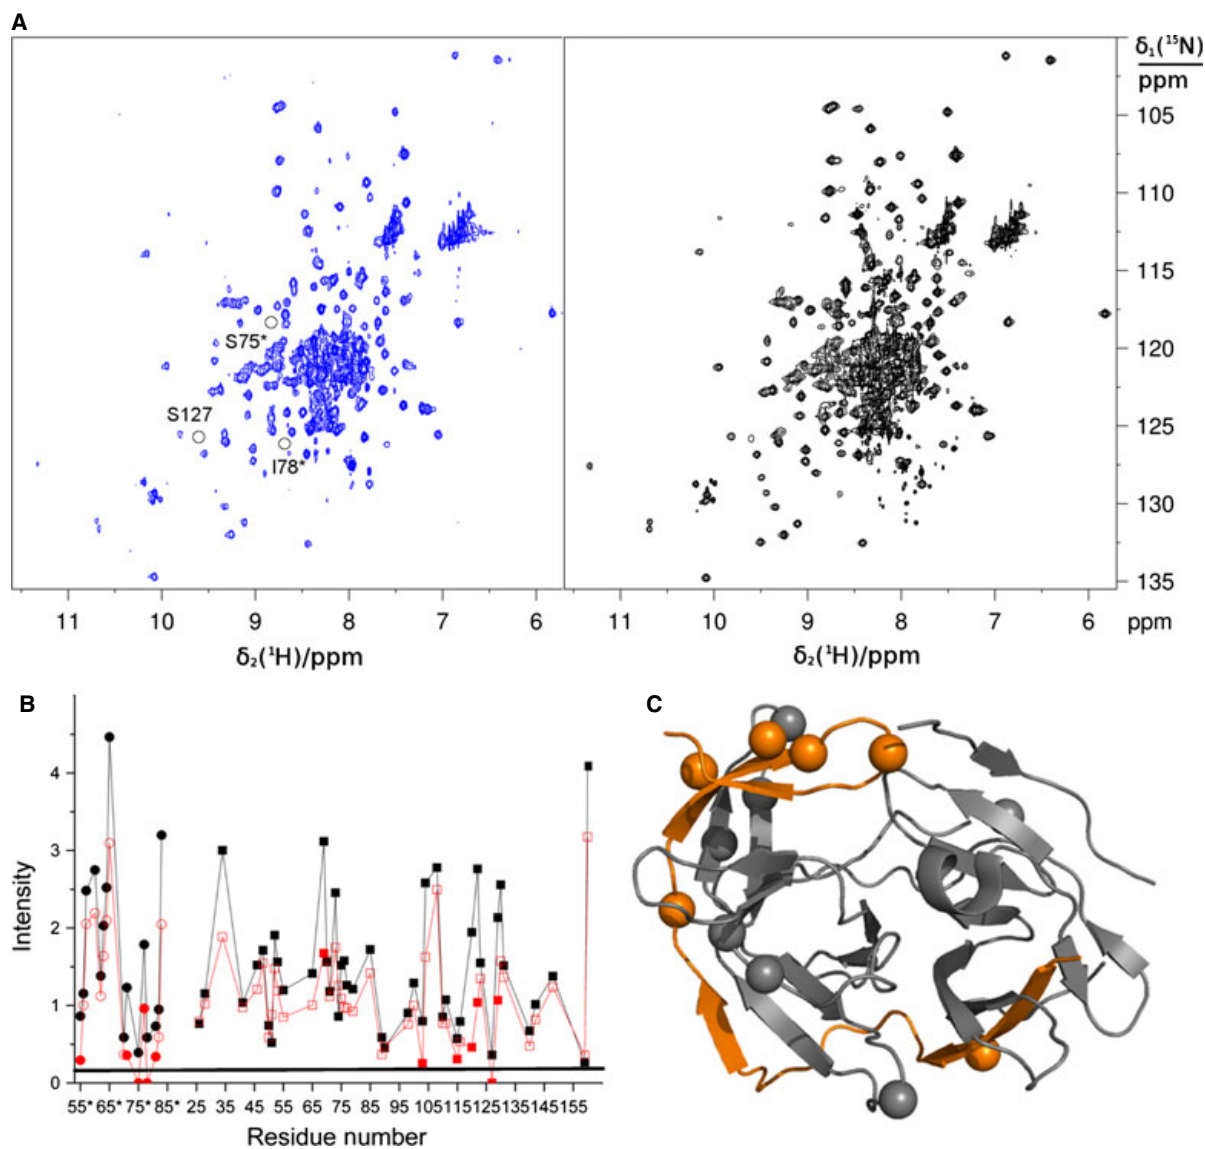 A
δ₁(¹⁵N)
ppm
105
110
115
120
125
130
135
S75*
S127
I78*
11 10 9 8 7 6 11 10 9 8 7 6 ppm
δ₂(¹H)/ppm δ₂(¹H)/ppm
B C
4
3
2
1
0
Intensity
55* 65* 75* 85* 25 35 45 55 65 75 85 95 105 115 125 135 145 155
Residue number